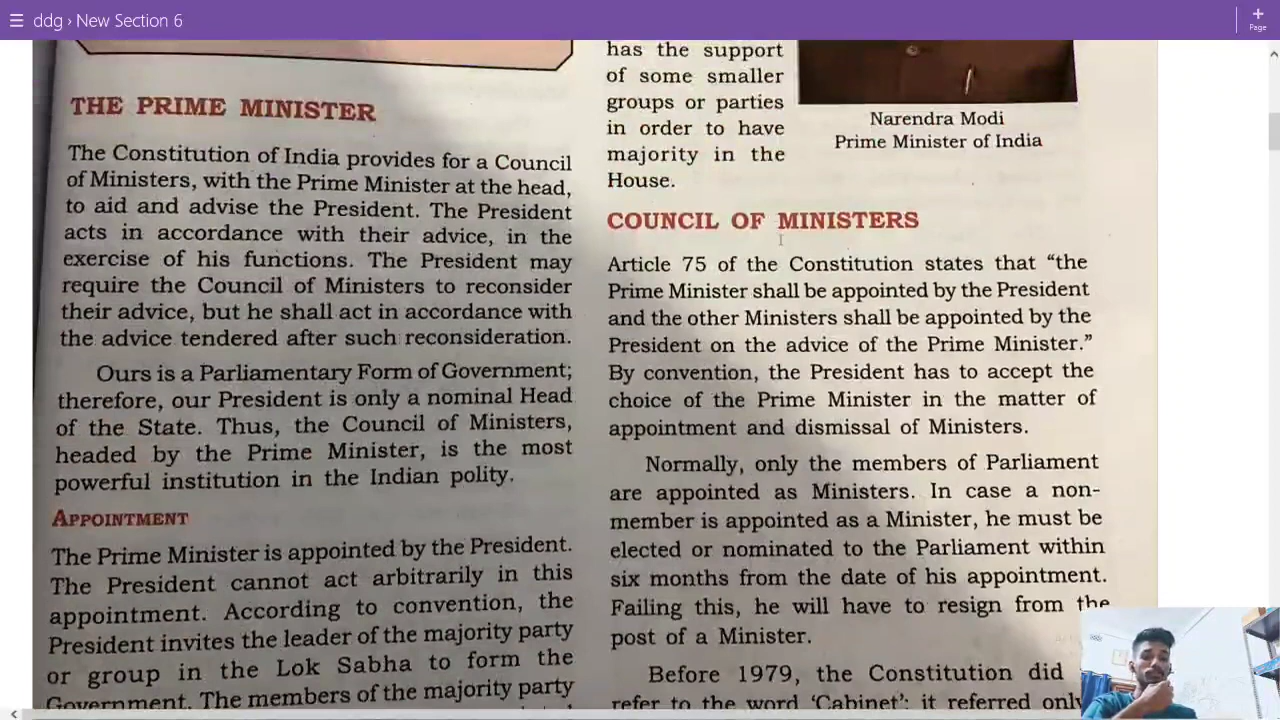 ddg › New Section 6
Page
THE PRIME MINISTER
The Constitution of India provides for a Council
of Ministers, with the Prime Minister at the head,
to aid and advise the President. The President
acts in accordance with their advice, in the
exercise of his functions. The President may
require the Council of Ministers to reconsider
their advice, but he shall act in accordance with
the advice tendered after such reconsideration.
Ours is a Parliamentary Form of Government;
therefore, our President is only a nominal Head
of the State. Thus, the Council of Ministers,
headed by the Prime Minister, is the most
powerful institution in the Indian polity.
APPOINTMENT
The Prime Minister is appointed by the President.
The President cannot act arbitrarily in this
appointment. According to convention, the
President invites the leader of the majority party
or group in the Lok Sabha to form the
Government. The members of the majority party
has the support
of some smaller
groups or parties
in order to have
majority in the
House.
Narendra Modi
Prime Minister of India
COUNCIL OF MINISTERS
Article 75 of the Constitution states that “the
Prime Minister shall be appointed by the President
and the other Ministers shall be appointed by the
President on the advice of the Prime Minister.”
By convention, the President has to accept the
choice of the Prime Minister in the matter of
appointment and dismissal of Ministers.
Normally, only the members of Parliament
are appointed as Ministers. In case a non-
member is appointed as a Minister, he must be
elected or nominated to the Parliament within
six months from the date of his appointment.
Failing this, he will have to resign from the
post of a Minister.
Before 1979, the Constitution did
refer to the word ‘Cabinet’; it referred only